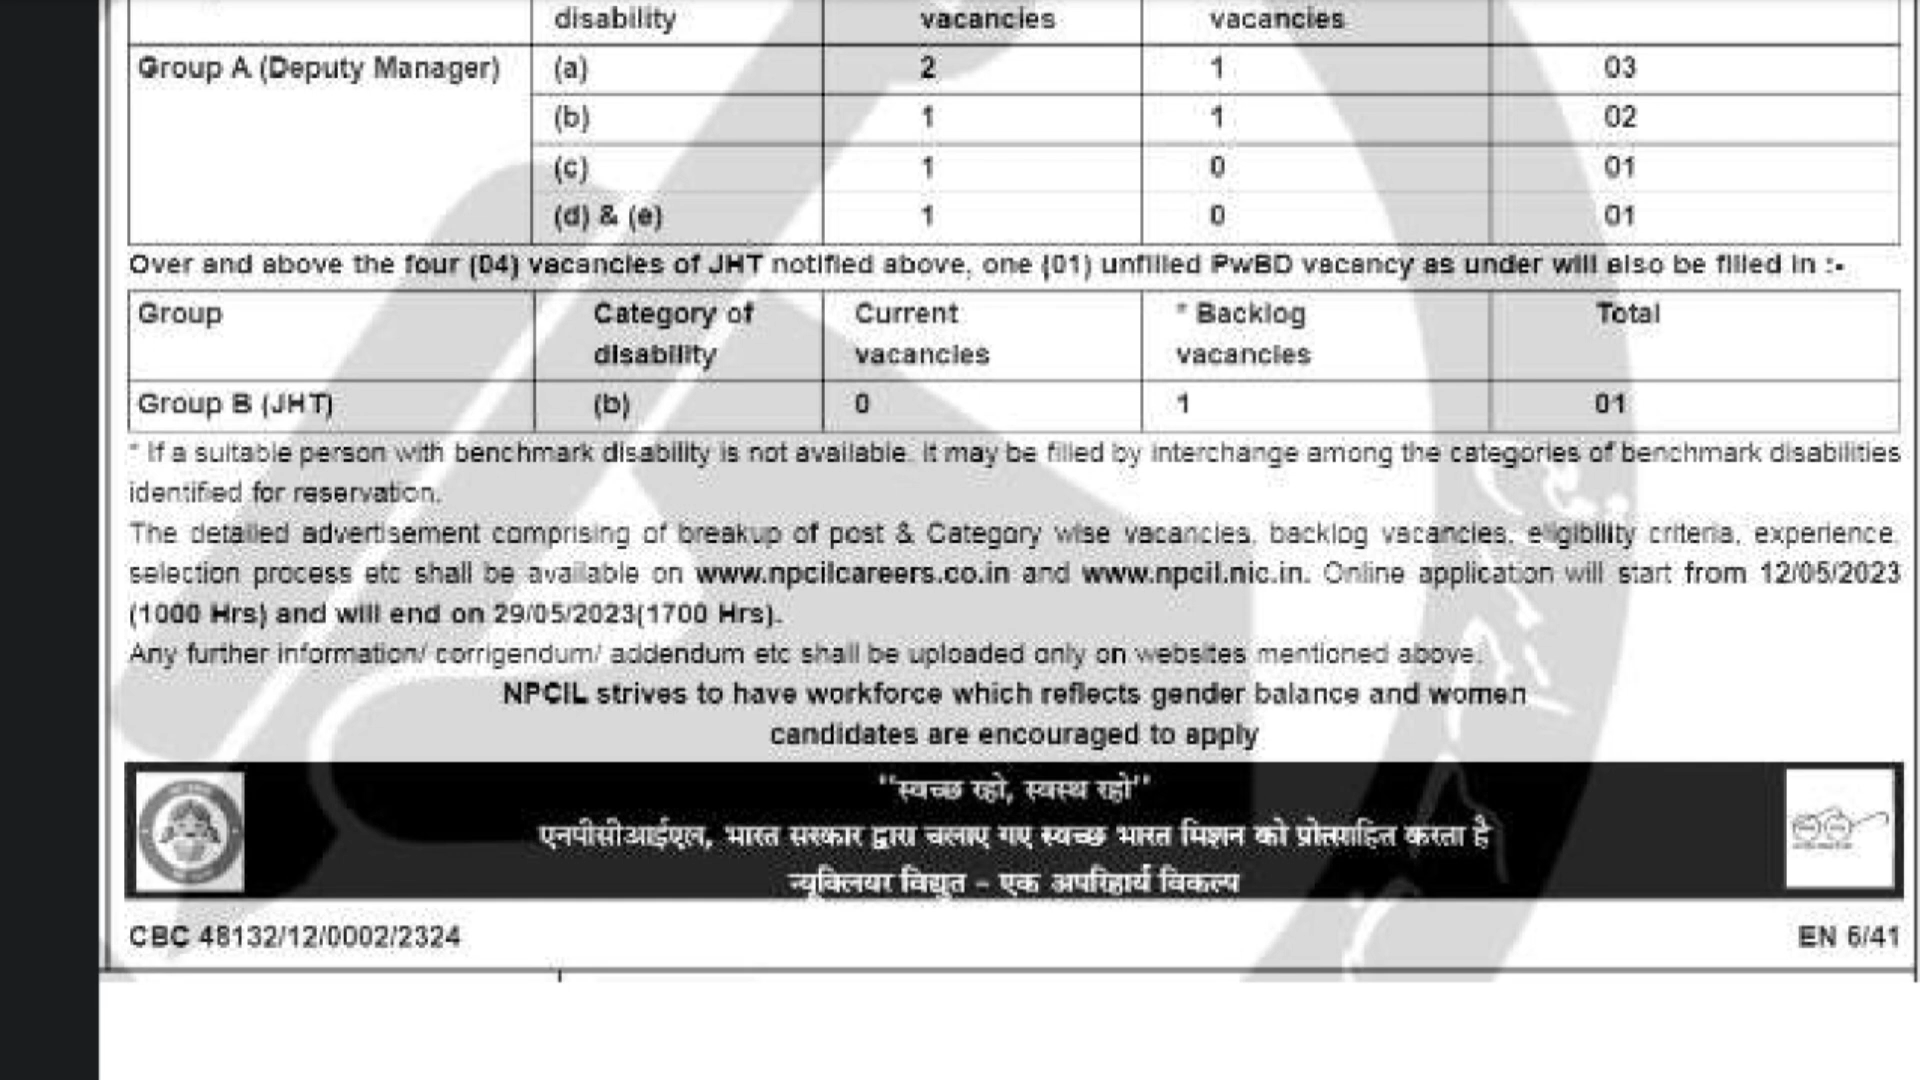 disability vacancies vacancies
Group A (Deputy Manager) (a) 2 1 03
(b) 1 1 02
(c) 1 0 01
(d) & (e) 1 0 01
Over and above the four (04) vacancies of JHT notified above, one (01) unfilled PwBD vacancy as under will also be filled in :-
Group Category of Current * Backlog Total
disability vacancies vacancies
Group B (JHT) (b) 0 1 01
* If a suitable person with benchmark disability is not available, it may be filled by interchange among the categories of benchmark disabilities
identified for reservation.
The detailed advertisement comprising of breakup of post & Category wise vacancies, backlog vacancies, eligibility criteria, experience,
selection process etc shall be available on www.npcilcareers.co.in and www.npcil.nic.in. Online application will start from 12/05/2023
(1000 Hrs) and will end on 29/05/2023(1700 Hrs).
Any further information/ corrigendum/ addendum etc shall be uploaded only on websites mentioned above.
NPCIL strives to have workforce which reflects gender balance and women
candidates are encouraged to apply
"स्वच्छ रहो, स्वस्थ रहो"
एनपीसीआईएल, भारत सरकार द्वारा चलाए गए स्वच्छ भारत मिशन को प्रोत्साहित करता है
न्यूक्लियर विद्युत – एक अपरिहार्य विकल्प
CBC 48132/12/0002/2324 EN 6/41